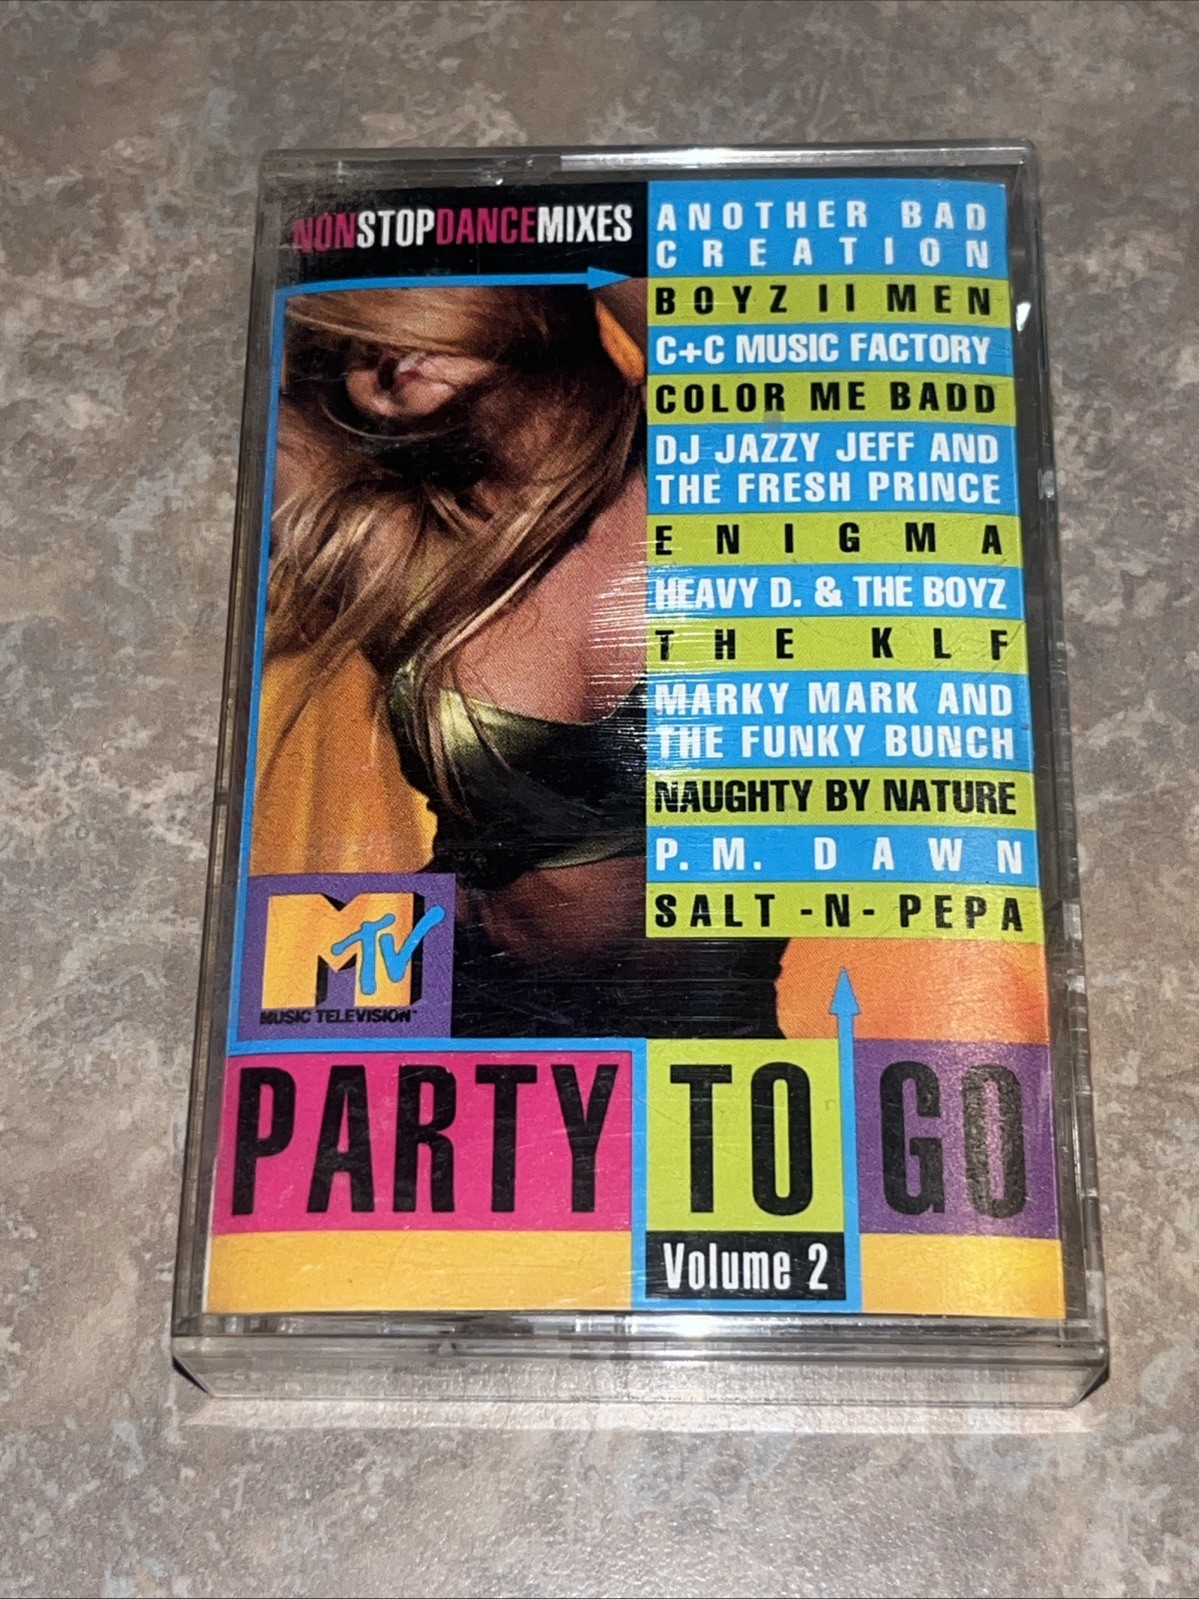 NONSTOPDANCEMIXES
ANOTHER BAD
CREATION
BOYZ II MEN
C+C MUSIC FACTORY
COLOR ME BADD
DJ JAZZY JEFF AND
THE FRESH PRINCE
ENIGMA
HEAVY D. & THE BOYZ
THE KLF
MARKY MARK AND
THE FUNKY BUNCH
NAUGHTY BY NATURE
P.M. DAWN
SALT-N-PEPA
MTV
MUSIC TELEVISION™
PARTY TO GO
Volume 2